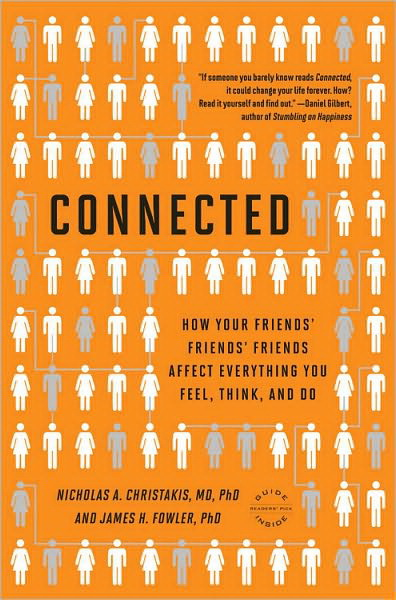 "If someone you barely know reads Connected,
it could change your life forever. How?
Read it yourself and find out." —Daniel Gilbert,
author of Stumbling on Happiness
CONNECTED
HOW YOUR FRIENDS'
FRIENDS' FRIENDS
AFFECT EVERYTHING YOU
FEEL, THINK, AND DO
NICHOLAS A. CHRISTAKIS, MD, PhD
AND JAMES H. FOWLER, PhD
GUIDE
READERS' PICK
INSIDE